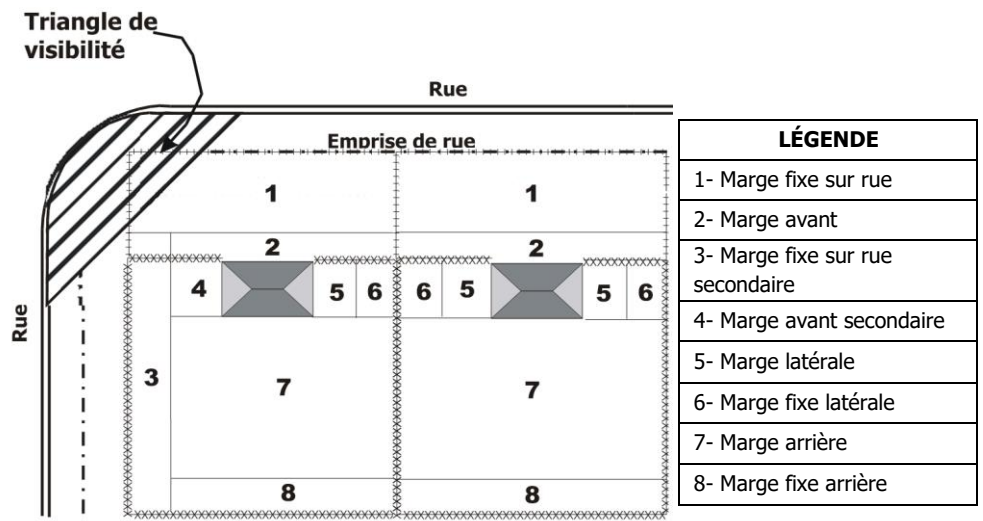 Triangle de
visibilité
Rue
Emprise de rue
1
1
2
2
4
5
6
6
5
5
6
3
7
7
8
8
Rue
LÉGENDE
1- Marge fixe sur rue
2- Marge avant
3- Marge fixe sur rue
secondaire
4- Marge avant secondaire
5- Marge latérale
6- Marge fixe latérale
7- Marge arrière
8- Marge fixe arrière